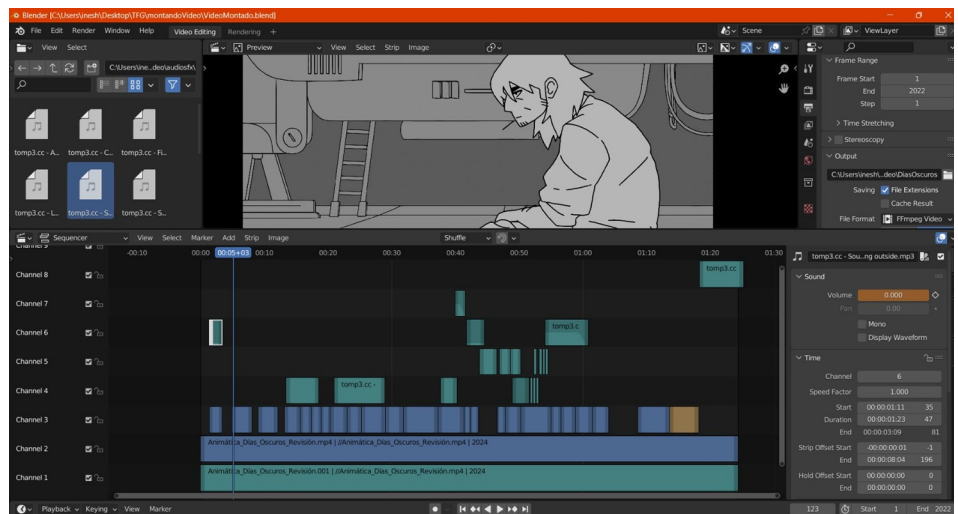 Blender [C:\Users\inesh\Desktop\TFG\montandoVideo\VideoMontado.blend]
File Edit Render Window Help Video Editing Rendering + Scene ViewLayer
View Select Preview View Select Strip Image
C:\Users\ine...deo\audiosfx\
tomp3.cc - A... tomp3.cc - C... tomp3.cc - Fi...
tomp3.cc - L... tomp3.cc - S... tomp3.cc - S...
Frame Range
Frame Start 1
End 2022
Step 1
Time Stretching
Stereoscopy
Output
C:\Users\inesh\...deo\DiasOscuros
Saving File Extensions
Cache Result
File Format FFmpeg Video
Sequencer View Select Marker Add Strip Image Shuffle
-00:10 00:00 00:05+03 00:10 00:20 00:30 00:40 00:50 01:00 01:10 01:20 01:30
Channel 9
Channel 8 tomp3.cc
Channel 7
Channel 6 tomp3.c
Channel 5
Channel 4 tomp3.cc -
Channel 3
Channel 2 Animática_Días_Oscuros_Revisión.mp4 | //Animática_Días_Oscuros_Revisión.mp4 | 2024
Channel 1 Animática_Días_Oscuros_Revisión.001 | //Animática_Días_Oscuros_Revisión.mp4 | 2024
tomp3.cc - Sou...ng outside.mp3
Sound
Volume 0.000
Pan 0.00
Mono
Display Waveform
Time
Channel 6
Speed Factor 1.000
Start 00:00:01:11 35
Duration 00:00:01:23 47
End 00:00:03:09 81
Strip Offset Start -00:00:00:01 -1
End 00:00:08:04 196
Hold Offset Start 00:00:00:00 0
End 00:00:00:00 0
Playback Keying View Marker 123 Start 1 End 2022